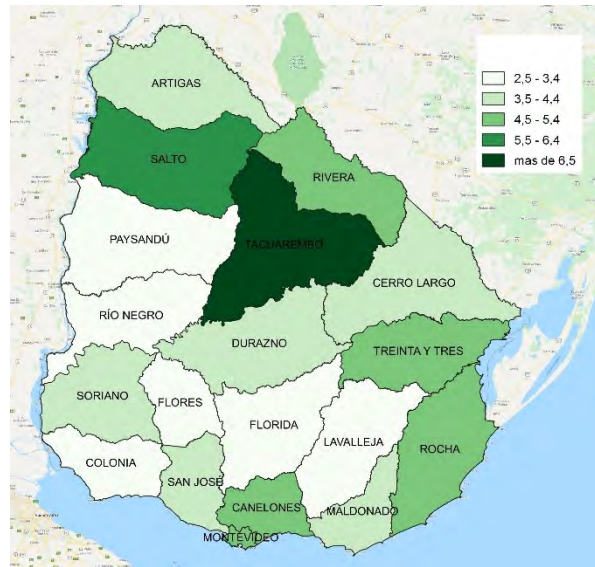 ARTIGAS
2,5 - 3,4
3,5 - 4,4
4,5 - 5,4
5,5 - 6,4
mas de 6,5
SALTO
RIVERA
PAYSANDÚ
TACUAREMBÓ
CERRO LARGO
RÍO NEGRO
DURAZNO
TREINTA Y TRES
SORIANO
FLORES
FLORIDA
LAVALLEJA
ROCHA
COLONIA
SAN JOSÉ
CANELONES
MALDONADO
MONTEVIDEO